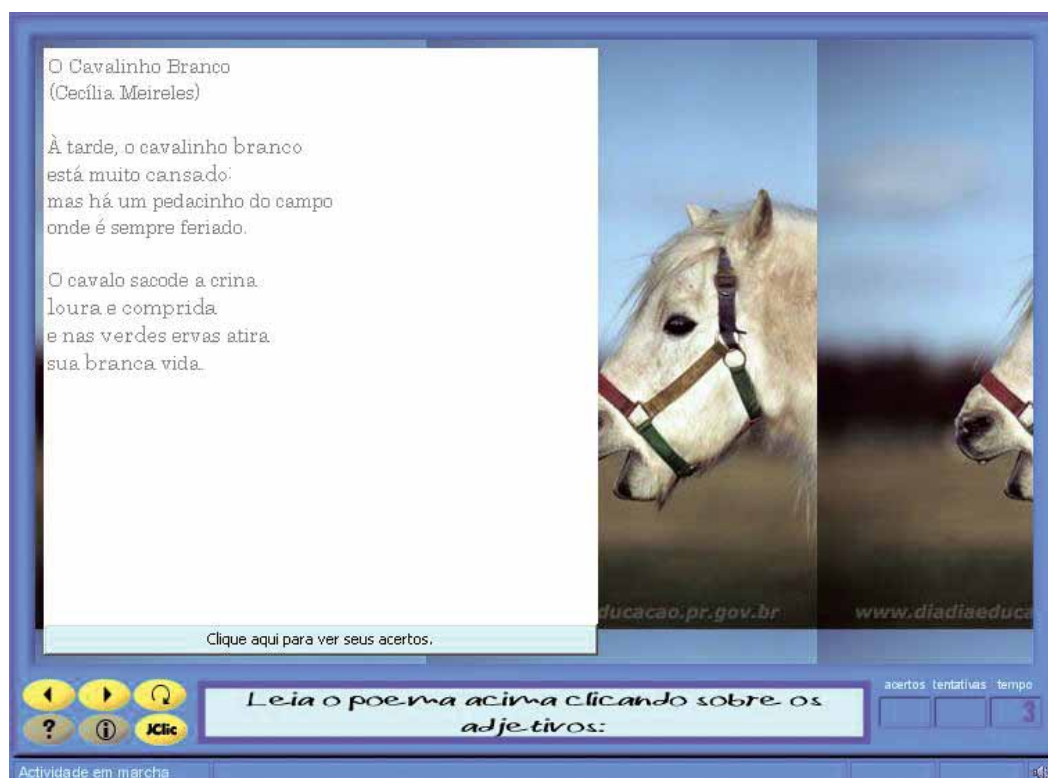 O Cavalinho Branco
(Cecília Meireles)
À tarde, o cavalinho branco
está muito cansado:
mas há um pedacinho do campo
onde é sempre feriado.
O cavalo sacode a crina
loura e comprida
e nas verdes ervas atira
sua branca vida.
ducacao.pr.gov.br
www.diadiaeduca
Clique aqui para ver seus acertos.
Leia o poema acima clicando sobre os
adjetivos:
acertos tentativas tempo
3
? i JClic
Actividade em marcha